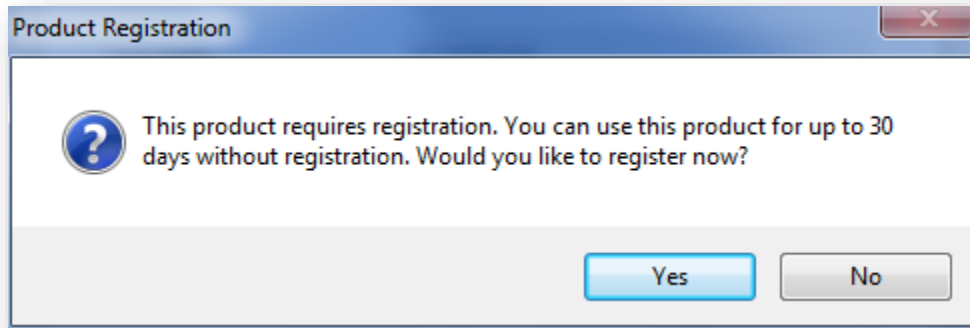 Product Registration
This product requires registration. You can use this product for up to 30
days without registration. Would you like to register now?
Yes
No